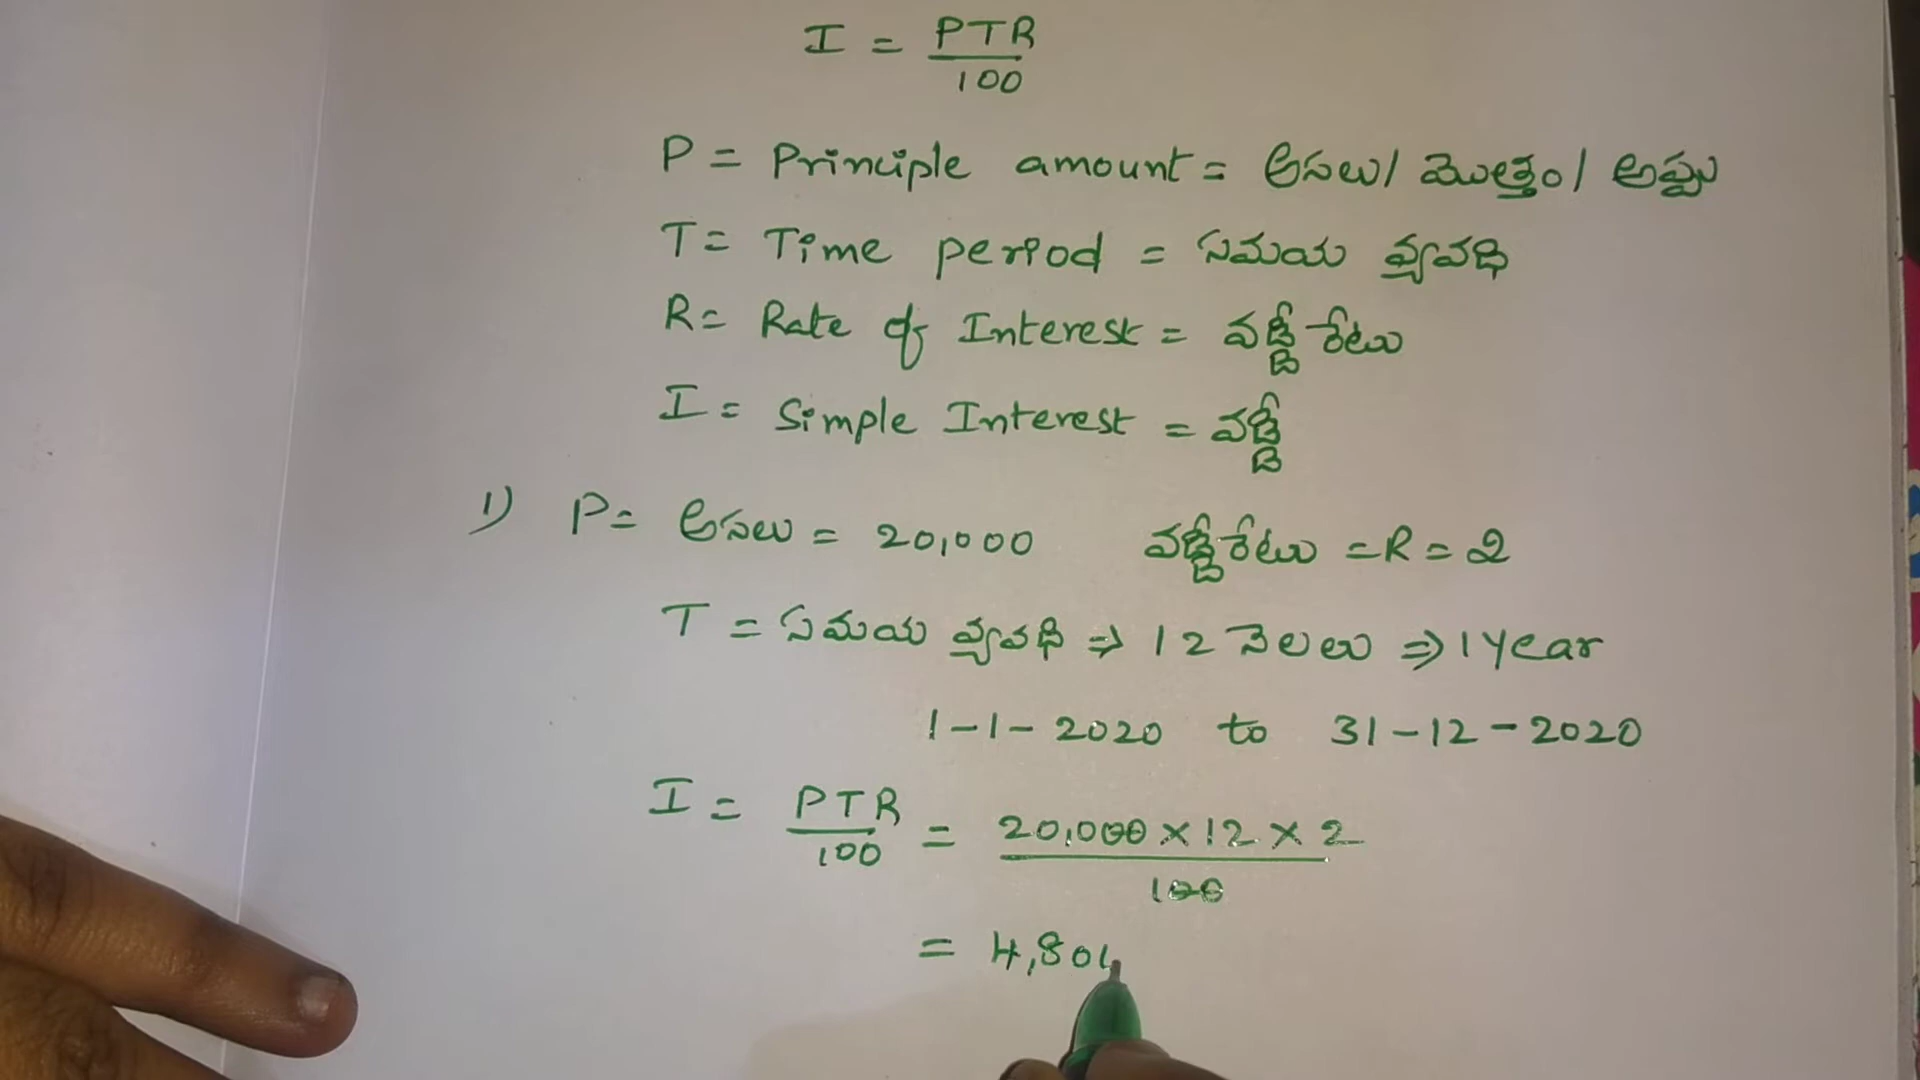 I = PTR/100
P = Principle amount = అసలు/ మొత్తం/ అప్పు
T = Time period = సమయ వ్యవధి
R = Rate of Interest = వడ్డీ రేటు
I = Simple Interest = వడ్డీ
1) P = అసలు = 20,000 వడ్డీరేటు = R = 2
T = సమయ వ్యవధి ⇒ 12 నెలలు ⇒ 1 Year
1-1-2020 to 31-12-2020
I = PTR/100 = 20,000 × 12 × 2/100
= 4,80